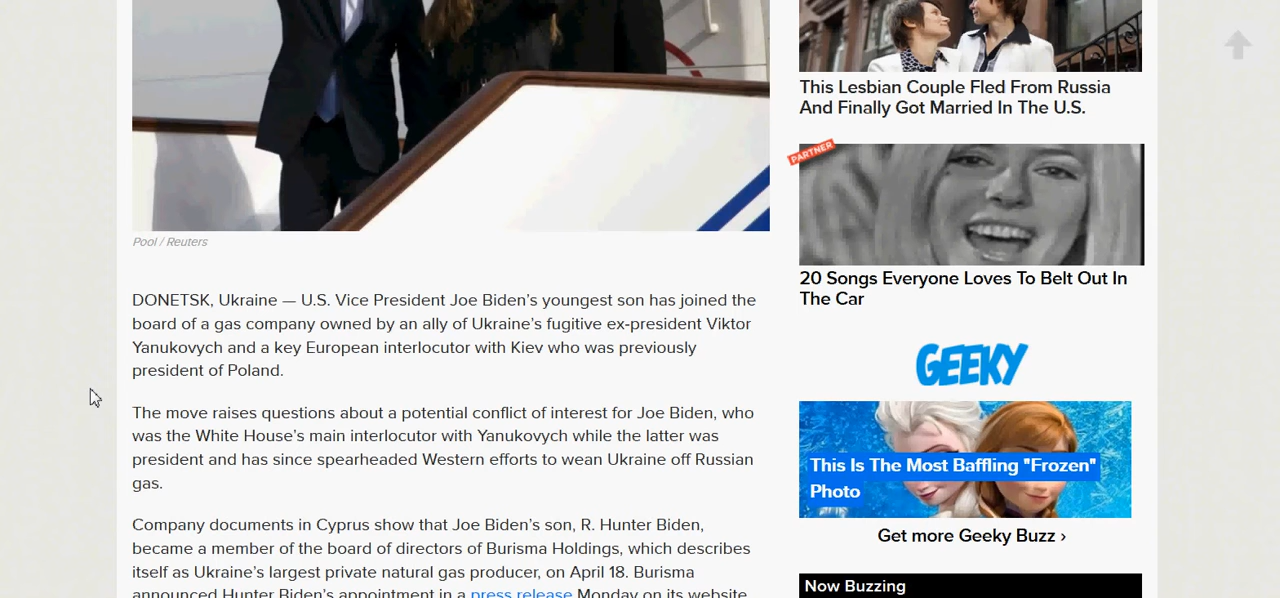 Pool / Reuters
DONETSK, Ukraine — U.S. Vice President Joe Biden’s youngest son has joined the
board of a gas company owned by an ally of Ukraine’s fugitive ex-president Viktor
Yanukovych and a key European interlocutor with Kiev who was previously
president of Poland.
The move raises questions about a potential conflict of interest for Joe Biden, who
was the White House’s main interlocutor with Yanukovych while the latter was
president and has since spearheaded Western efforts to wean Ukraine off Russian
gas.
Company documents in Cyprus show that Joe Biden’s son, R. Hunter Biden,
became a member of the board of directors of Burisma Holdings, which describes
itself as Ukraine’s largest private natural gas producer, on April 18. Burisma
announced Hunter Biden’s appointment in a press release Monday on its website.
This Lesbian Couple Fled From Russia
And Finally Got Married In The U.S.
PARTNER
20 Songs Everyone Loves To Belt Out In
The Car
GEEKY
This Is The Most Baffling "Frozen"
Photo
Get more Geeky Buzz ›
Now Buzzing